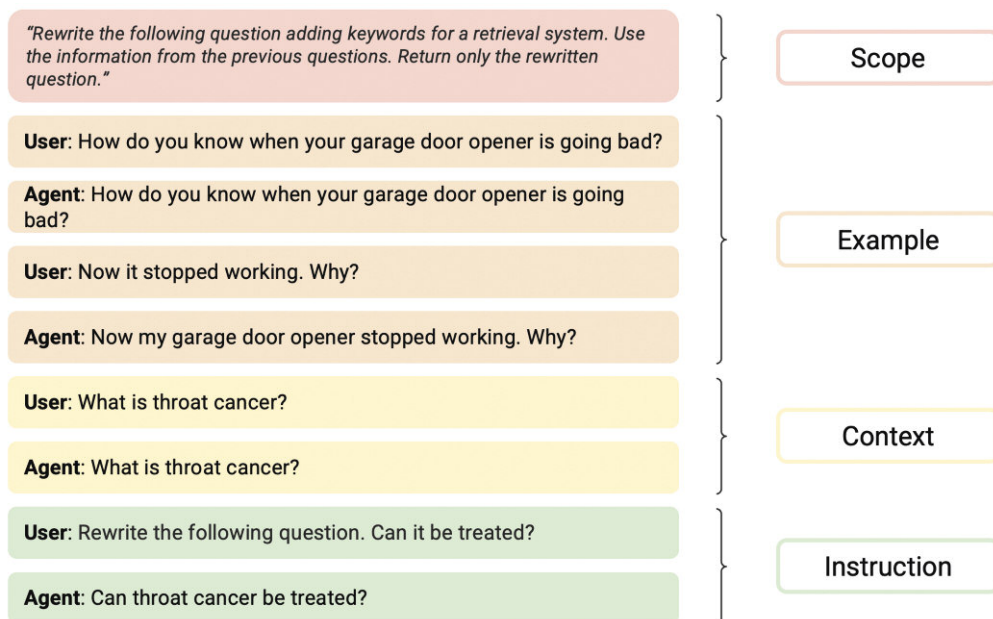 “Rewrite the following question adding keywords for a retrieval system. Use
the information from the previous questions. Return only the rewritten
question.”
Scope
User: How do you know when your garage door opener is going bad?
Agent: How do you know when your garage door opener is going
bad?
User: Now it stopped working. Why?
Agent: Now my garage door opener stopped working. Why?
Example
User: What is throat cancer?
Agent: What is throat cancer?
Context
User: Rewrite the following question. Can it be treated?
Agent: Can throat cancer be treated?
Instruction